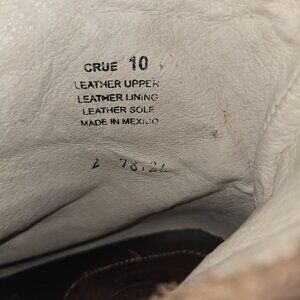 CRUE 10
LEATHER UPPER
LEATHER LINING
LEATHER SOLE
MADE IN MEXICO